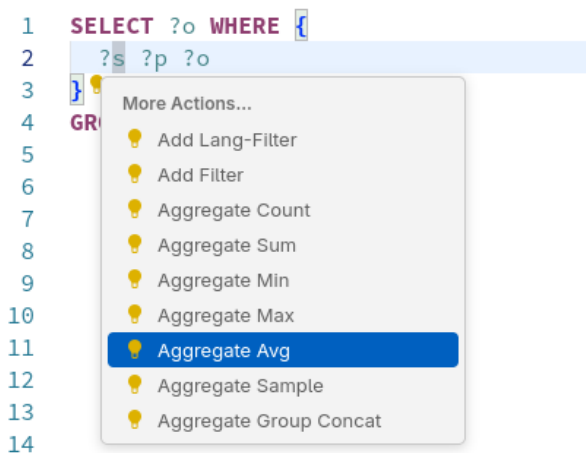 1 SELECT ?o WHERE {
2 ?s ?p ?o
3 }
4 GRO
5
6
7
8
9
10
11
12
13
14
More Actions...
Add Lang-Filter
Add Filter
Aggregate Count
Aggregate Sum
Aggregate Min
Aggregate Max
Aggregate Avg
Aggregate Sample
Aggregate Group Concat